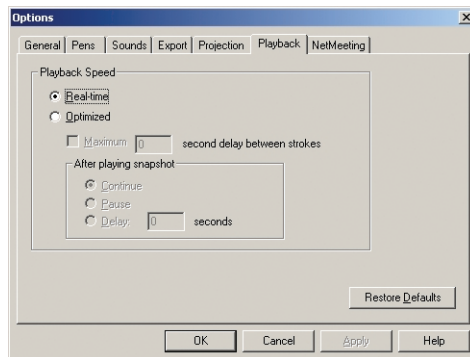 Options
General Pens Sounds Export Projection Playback NetMeeting
Playback Speed
Real-time
Optimized
Maximum 0 second delay between strokes
After playing snapshot
Continue
Pause
Delay: 0 seconds
Restore Defaults
OK Cancel Apply Help